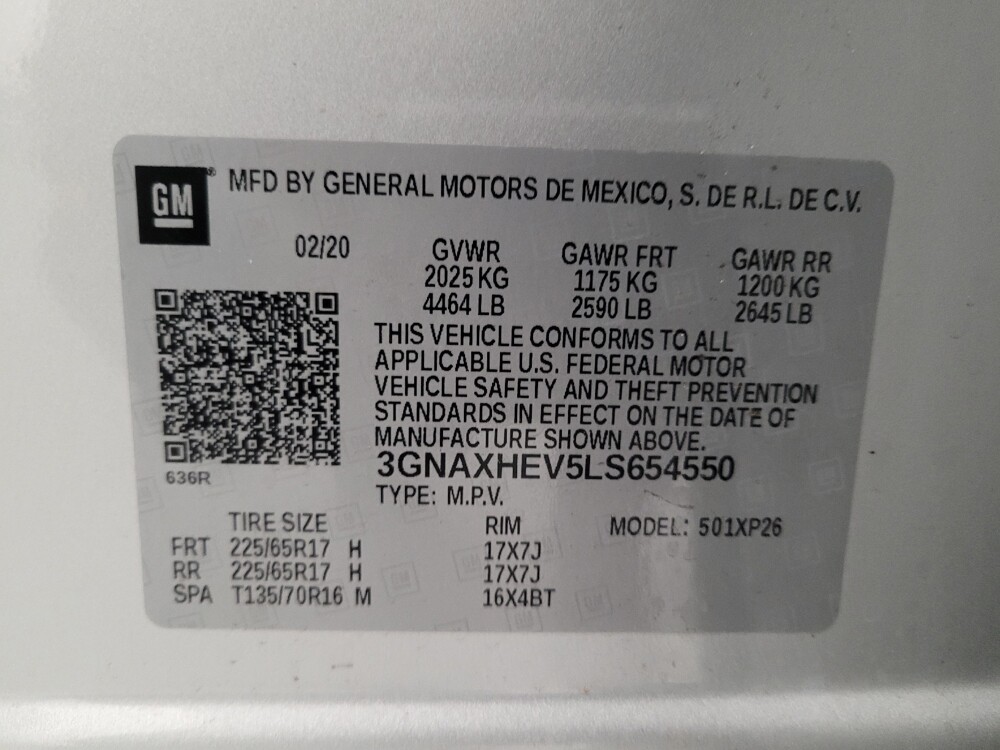 GM®
MFD BY GENERAL MOTORS DE MEXICO, S. DE R.L. DE C.V.
02/20 GVWR GAWR FRT GAWR RR
2025 KG 1175 KG 1200 KG
4464 LB 2590 LB 2645 LB
THIS VEHICLE CONFORMS TO ALL
APPLICABLE U.S. FEDERAL MOTOR
VEHICLE SAFETY AND THEFT PREVENTION
STANDARDS IN EFFECT ON THE DATE OF
MANUFACTURE SHOWN ABOVE.
636R
3GNAXHEV5LS654550
TYPE: M.P.V.
TIRE SIZE RIM MODEL: 501XP26
FRT 225/65R17 H 17X7J
RR 225/65R17 H 17X7J
SPA T135/70R16 M 16X4BT